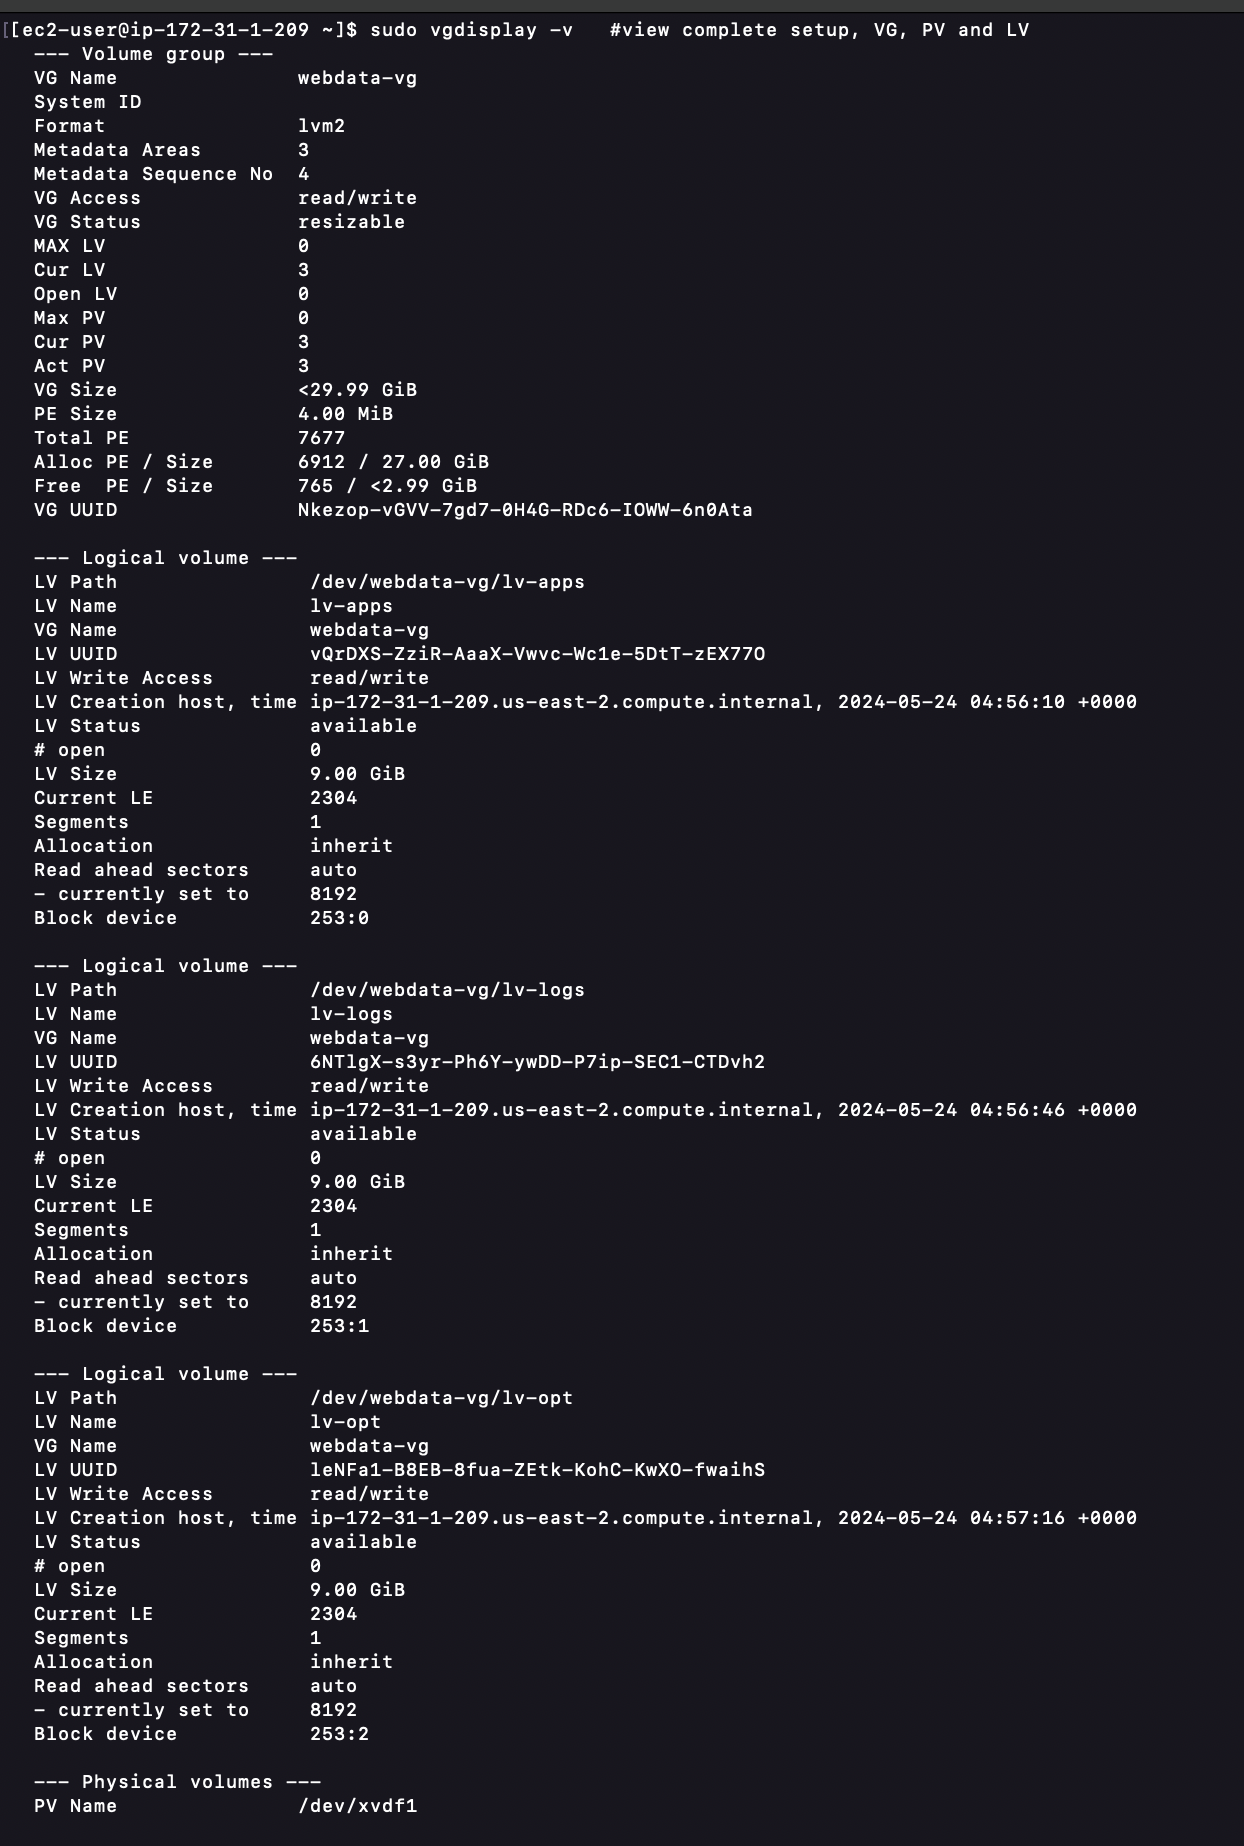 [[ec2-user@ip-172-31-1-209 ~]$ sudo vgdisplay -v   #view complete setup, VG, PV and LV
--- Volume group ---
VG Name               webdata-vg
System ID
Format                lvm2
Metadata Areas        3
Metadata Sequence No  4
VG Access             read/write
VG Status             resizable
MAX LV                0
Cur LV                3
Open LV               0
Max PV                0
Cur PV                3
Act PV                3
VG Size               <29.99 GiB
PE Size               4.00 MiB
Total PE              7677
Alloc PE / Size       6912 / 27.00 GiB
Free  PE / Size       765 / <2.99 GiB
VG UUID               Nkezop-vGVV-7gd7-0H4G-RDc6-IOWW-6n0Ata
--- Logical volume ---
LV Path                /dev/webdata-vg/lv-apps
LV Name                lv-apps
VG Name                webdata-vg
LV UUID                vQrDXS-ZziR-AaaX-Vwvc-Wc1e-5DtT-zEX77O
LV Write Access        read/write
LV Creation host, time ip-172-31-1-209.us-east-2.compute.internal, 2024-05-24 04:56:10 +0000
LV Status              available
# open                 0
LV Size                9.00 GiB
Current LE             2304
Segments               1
Allocation             inherit
Read ahead sectors     auto
- currently set to     8192
Block device           253:0
--- Logical volume ---
LV Path                /dev/webdata-vg/lv-logs
LV Name                lv-logs
VG Name                webdata-vg
LV UUID                6NTlgX-s3yr-Ph6Y-ywDD-P7ip-SEC1-CTDvh2
LV Write Access        read/write
LV Creation host, time ip-172-31-1-209.us-east-2.compute.internal, 2024-05-24 04:56:46 +0000
LV Status              available
# open                 0
LV Size                9.00 GiB
Current LE             2304
Segments               1
Allocation             inherit
Read ahead sectors     auto
- currently set to     8192
Block device           253:1
--- Logical volume ---
LV Path                /dev/webdata-vg/lv-opt
LV Name                lv-opt
VG Name                webdata-vg
LV UUID                leNFa1-B8EB-8fua-ZEtk-KohC-KwXO-fwaihS
LV Write Access        read/write
LV Creation host, time ip-172-31-1-209.us-east-2.compute.internal, 2024-05-24 04:57:16 +0000
LV Status              available
# open                 0
LV Size                9.00 GiB
Current LE             2304
Segments               1
Allocation             inherit
Read ahead sectors     auto
- currently set to     8192
Block device           253:2
--- Physical volumes ---
PV Name               /dev/xvdf1